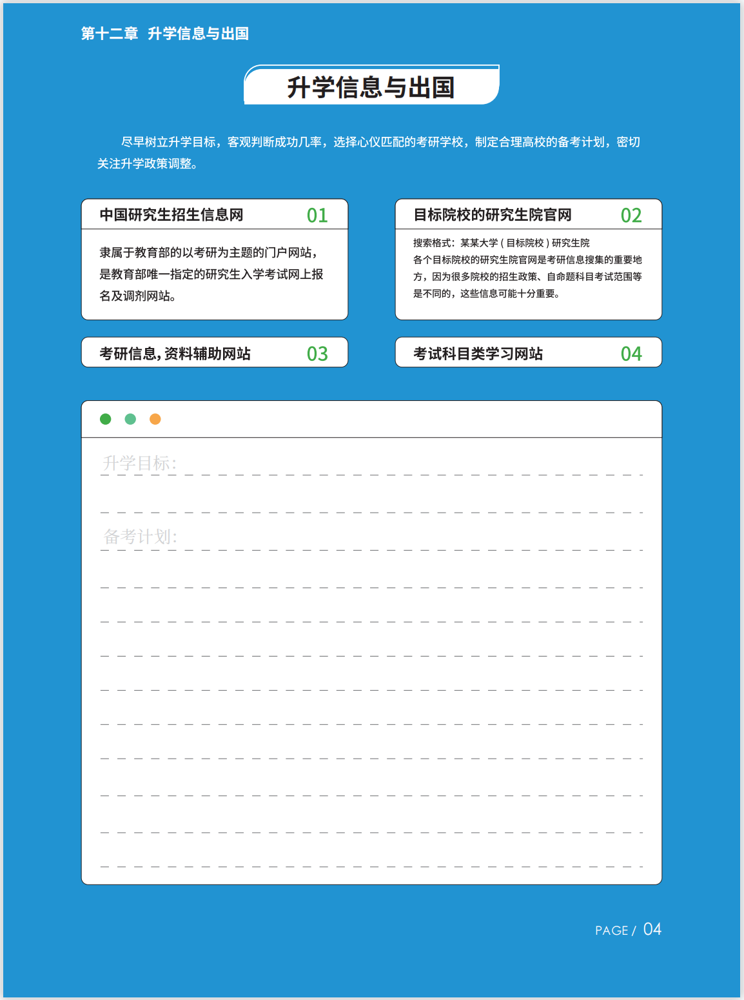 第十二章 升学信息与出国
升学信息与出国
尽早树立升学目标，客观判断成功几率，选择心仪匹配的考研学校，制定合理高校的备考计划，密切
关注升学政策调整。
中国研究生招生信息网 01
隶属于教育部的以考研为主题的门户网站，
是教育部唯一指定的研究生入学考试网上报
名及调剂网站。
目标院校的研究生院官网 02
搜索格式：某某大学 ( 目标院校 ) 研究生院
各个目标院校的研究生院官网是考研信息搜集的重要地
方，因为很多院校的招生政策、自命题科目考试范围等
是不同的，这些信息可能十分重要。
考研信息，资料辅助网站 03
考试科目类学习网站 04
升学目标：
备考计划：
PAGE / 04